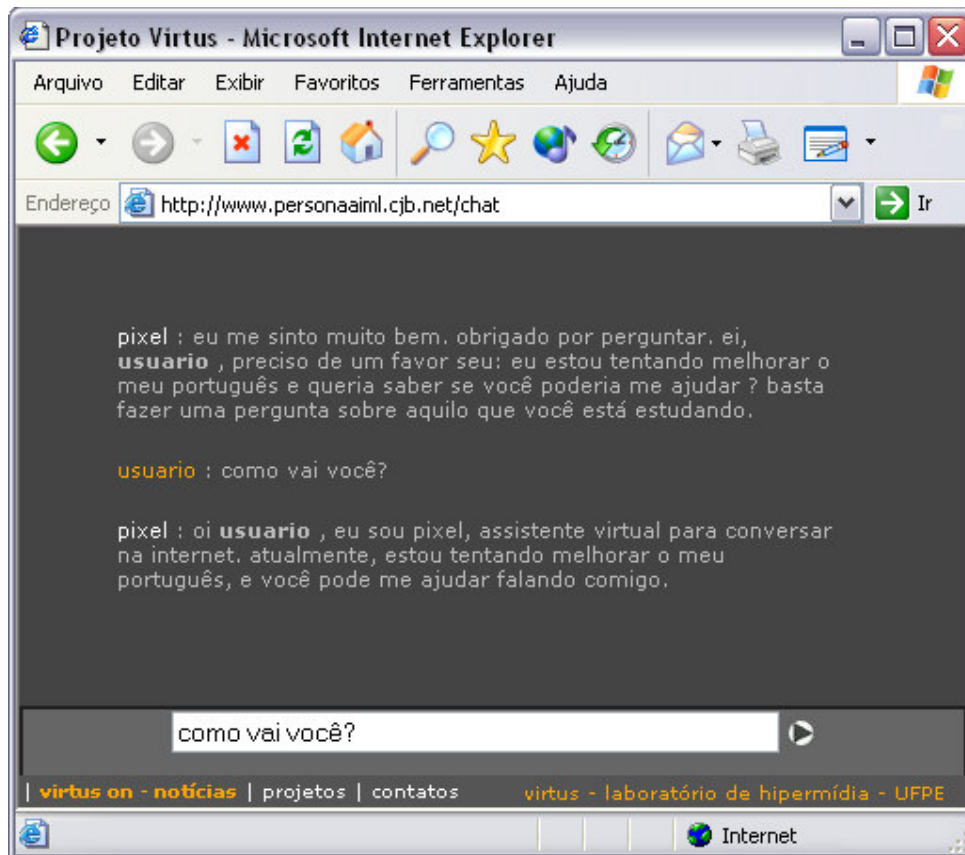 Projeto Virtus - Microsoft Internet Explorer
Arquivo Editar Exibir Favoritos Ferramentas Ajuda
Endereço http://www.personaaiml.cjb.net/chat Ir
pixel : eu me sinto muito bem. obrigado por perguntar. ei,
usuario , preciso de um favor seu: eu estou tentando melhorar o
meu português e queria saber se você poderia me ajudar ? basta
fazer uma pergunta sobre aquilo que você está estudando.
usuario : como vai você?
pixel : oi usuario , eu sou pixel, assistente virtual para conversar
na internet. atualmente, estou tentando melhorar o meu
português, e você pode me ajudar falando comigo.
como vai você?
| virtus on - notícias | projetos | contatos virtus - laboratório de hipermídia - UFPE
Internet